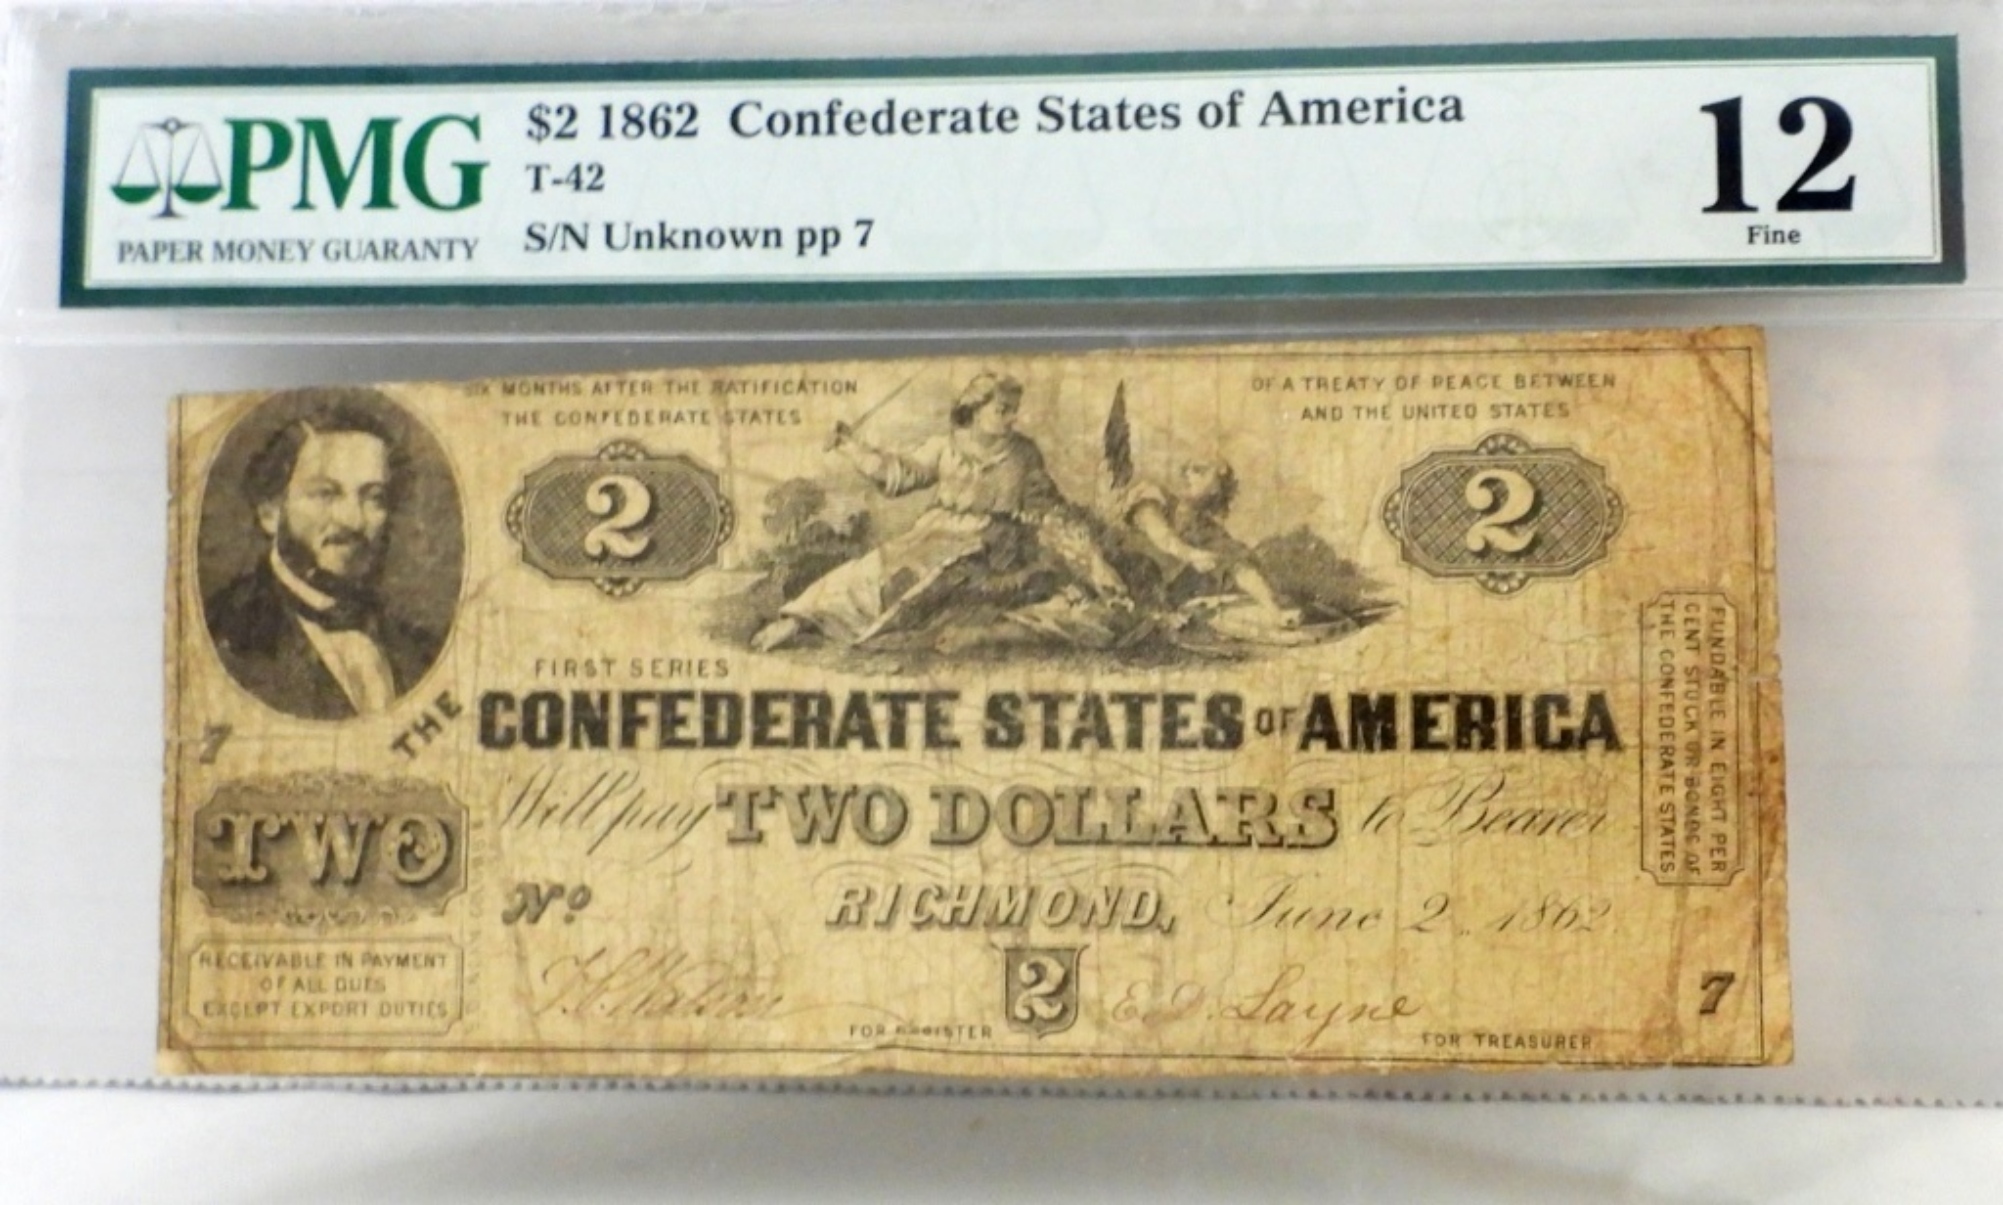 PMG
PAPER MONEY GUARANTY
$2 1862 Confederate States of America
T-42
S/N Unknown pp 7
12
Fine
SIX MONTHS AFTER THE RATIFICATION
OF A TREATY OF PEACE BETWEEN
THE CONFEDERATE STATES
AND THE UNITED STATES
2
2
FIRST SERIES
THE CONFEDERATE STATES OF AMERICA
7
Will pay TWO DOLLARS to Bearer
TWO
No RICHMOND, June 2. 1862.
RECEIVABLE IN PAYMENT
OF ALL DUES
EXCEPT EXPORT DUTIES
2
E.D. Layne
7
FOR REGISTER
FOR TREASURER
FUNDABLE IN EIGHT PER
CENT STOCK OR BONDS OF
THE CONFEDERATE STATES